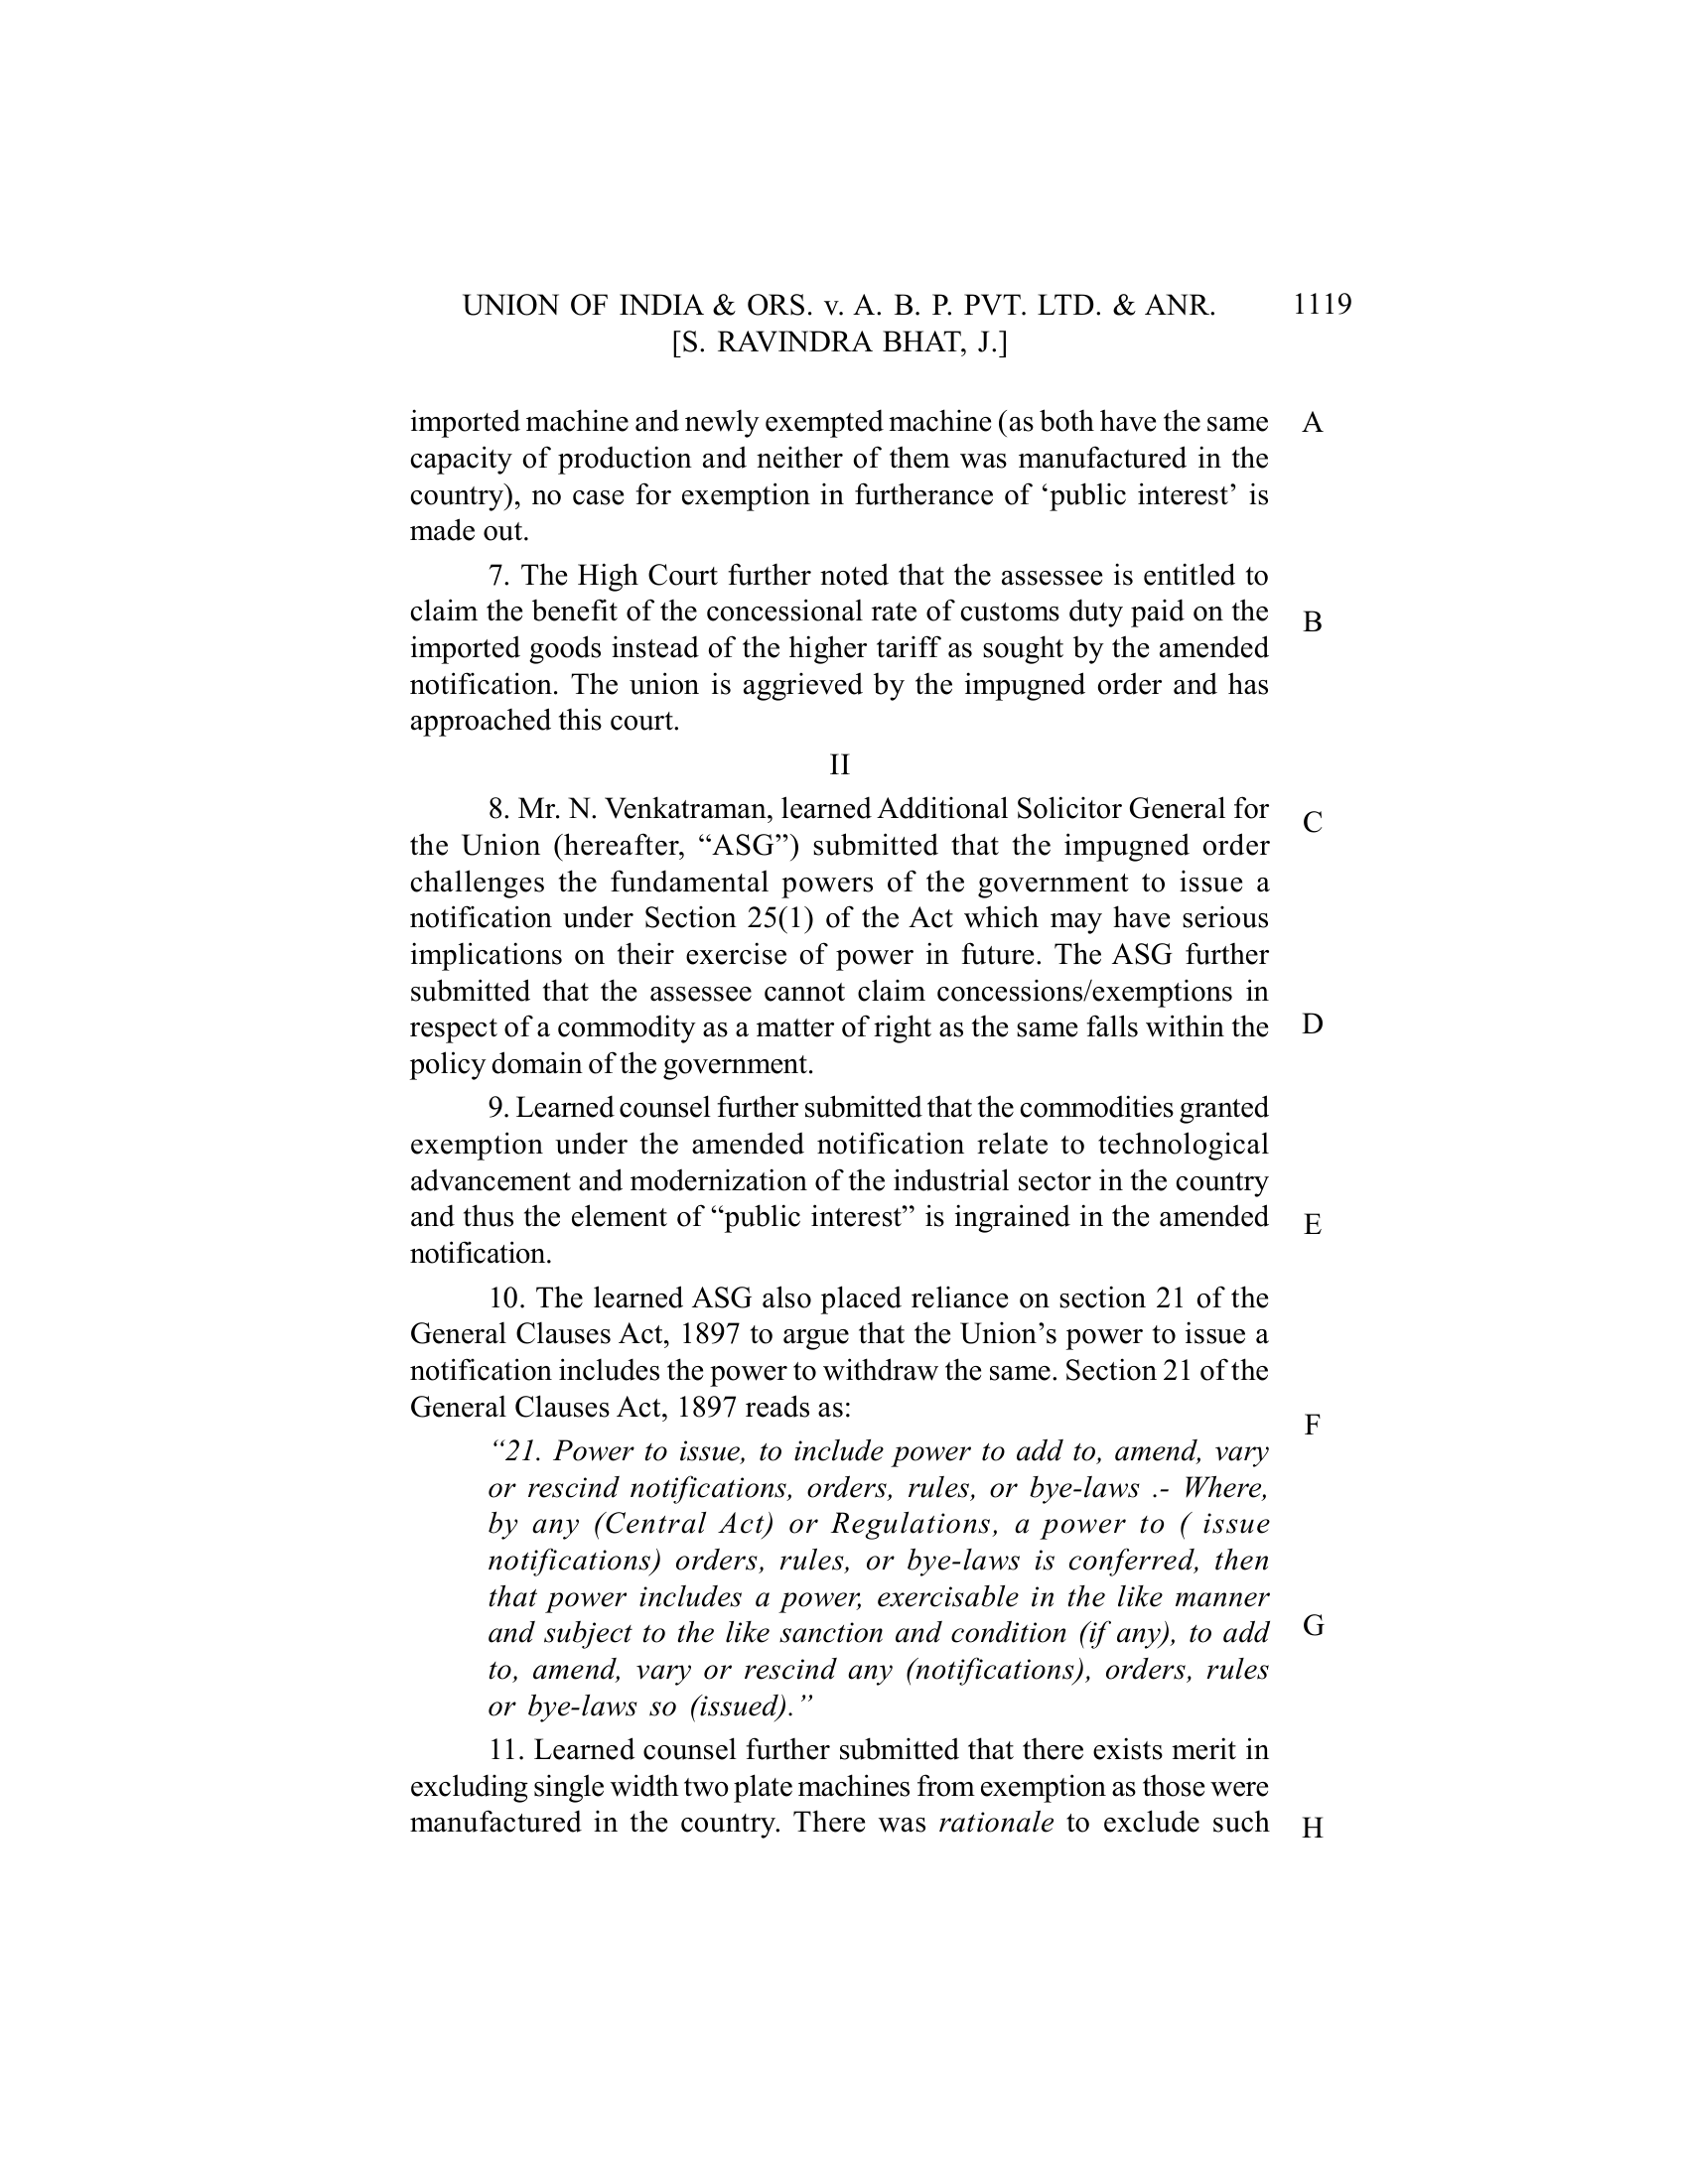 UNION OF INDIA & ORS. v. A. B. P. PVT. LTD. & ANR. 1119
[S. RAVINDRA BHAT, J.]
imported machine and newly exempted machine (as both have the same A
capacity of production and neither of them was manufactured in the
country), no case for exemption in furtherance of ‘public interest’ is
made out.
7. The High Court further noted that the assessee is entitled to
claim the benefit of the concessional rate of customs duty paid on the B
imported goods instead of the higher tariff as sought by the amended
notification. The union is aggrieved by the impugned order and has
approached this court.
II
8. Mr. N. Venkatraman, learned Additional Solicitor General for C
the Union (hereafter, “ASG”) submitted that the impugned order
challenges the fundamental powers of the government to issue a
notification under Section 25(1) of the Act which may have serious
implications on their exercise of power in future. The ASG further
submitted that the assessee cannot claim concessions/exemptions in
respect of a commodity as a matter of right as the same falls within the D
policy domain of the government.
9. Learned counsel further submitted that the commodities granted
exemption under the amended notification relate to technological
advancement and modernization of the industrial sector in the country
and thus the element of “public interest” is ingrained in the amended E
notification.
10. The learned ASG also placed reliance on section 21 of the
General Clauses Act, 1897 to argue that the Union’s power to issue a
notification includes the power to withdraw the same. Section 21 of the
General Clauses Act, 1897 reads as: F
“21. Power to issue, to include power to add to, amend, vary
or rescind notifications, orders, rules, or bye-laws .- Where,
by any (Central Act) or Regulations, a power to ( issue
notifications) orders, rules, or bye-laws is conferred, then
that power includes a power, exercisable in the like manner
and subject to the like sanction and condition (if any), to add G
to, amend, vary or rescind any (notifications), orders, rules
or bye-laws so (issued).”
11. Learned counsel further submitted that there exists merit in
excluding single width two plate machines from exemption as those were
manufactured in the country. There was rationale to exclude such H